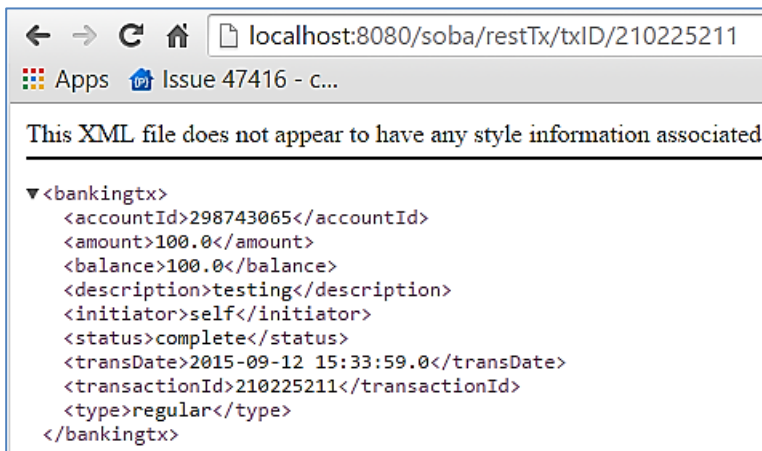 localhost:8080/soba/restTx/txID/210225211
Apps Issue 47416 - c...
This XML file does not appear to have any style information associated
▼<bankingtx>
<accountId>298743065</accountId>
<amount>100.0</amount>
<balance>100.0</balance>
<description>testing</description>
<initiator>self</initiator>
<status>complete</status>
<transDate>2015-09-12 15:33:59.0</transDate>
<transactionId>210225211</transactionId>
<type>regular</type>
</bankingtx>